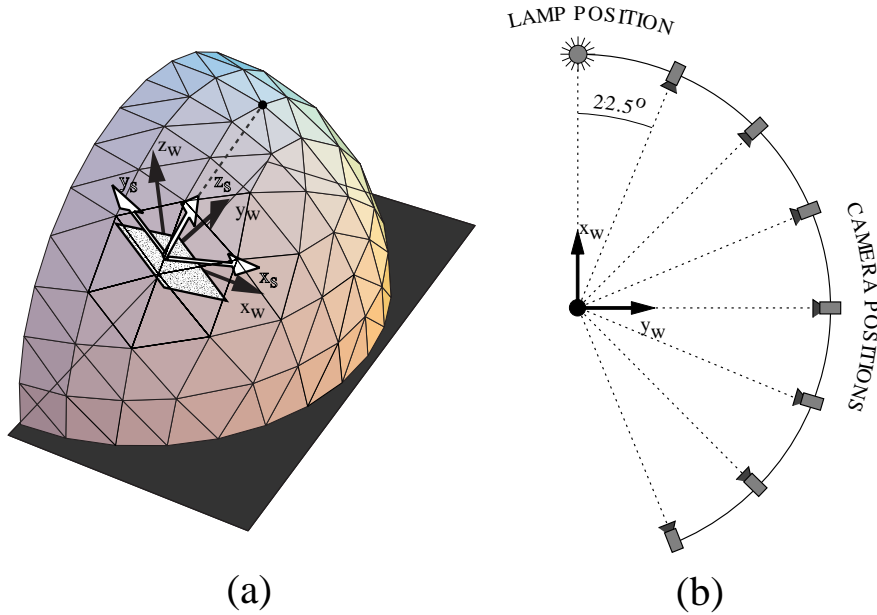 z_W
y_S
z_S
y_W
x_S
x_W
(a)
LAMP POSITION
22.5°
x_W
y_W
CAMERA POSITIONS
(b)